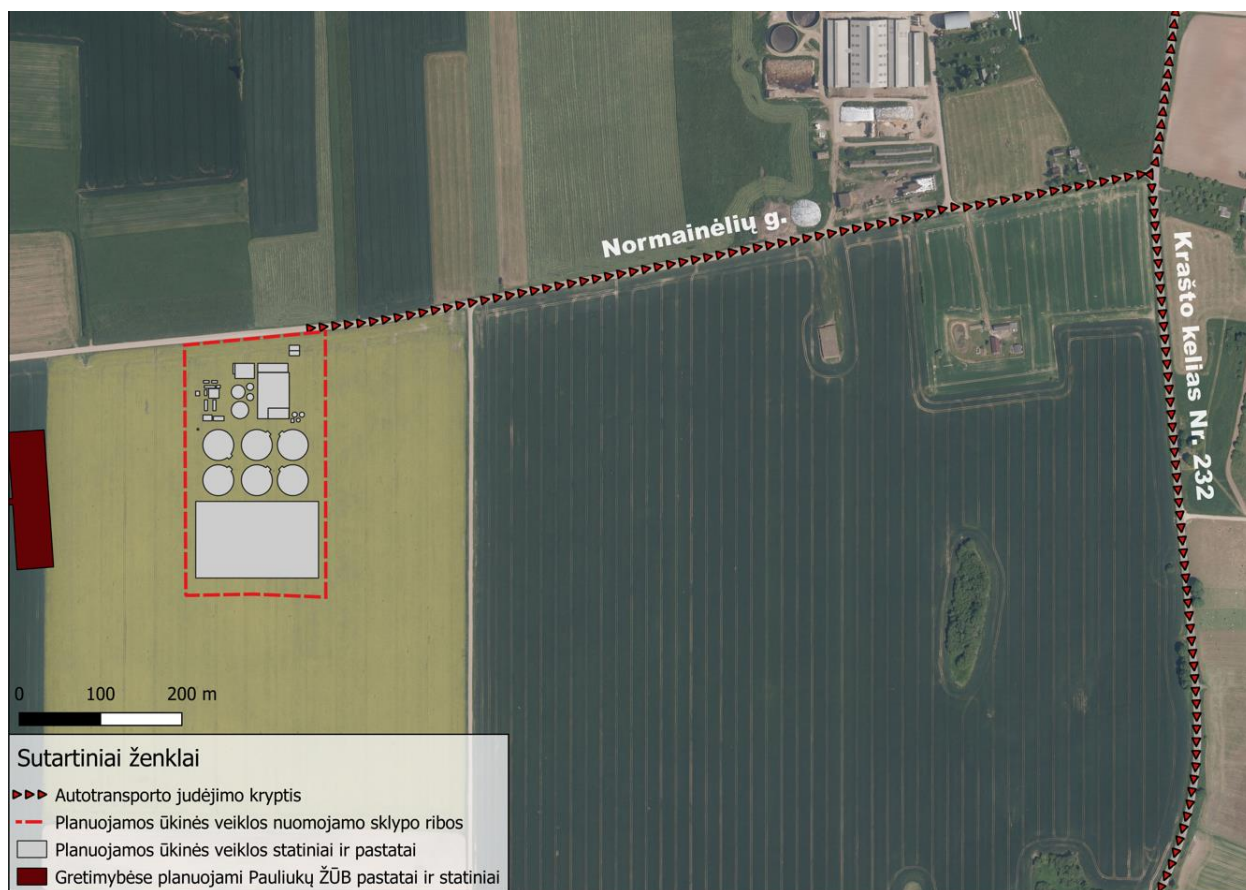 Normainėlių g.
Krašto kelias Nr. 232
0 100 200 m
Sutartiniai ženklai
Autotransporto judėjimo kryptis
Planuojamos ūkinės veiklos nuomojamo sklypo ribos
Planuojamos ūkinės veiklos statiniai ir pastatai
Gretimybėse planuojami Pauliukų ŽŪB pastatai ir statiniai